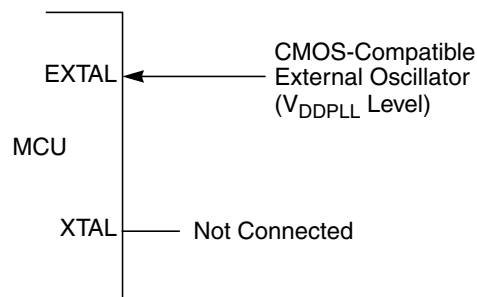 CMOS-Compatible
EXTAL
External Oscillator
(VDDPLL Level)
MCU
XTAL
Not Connected